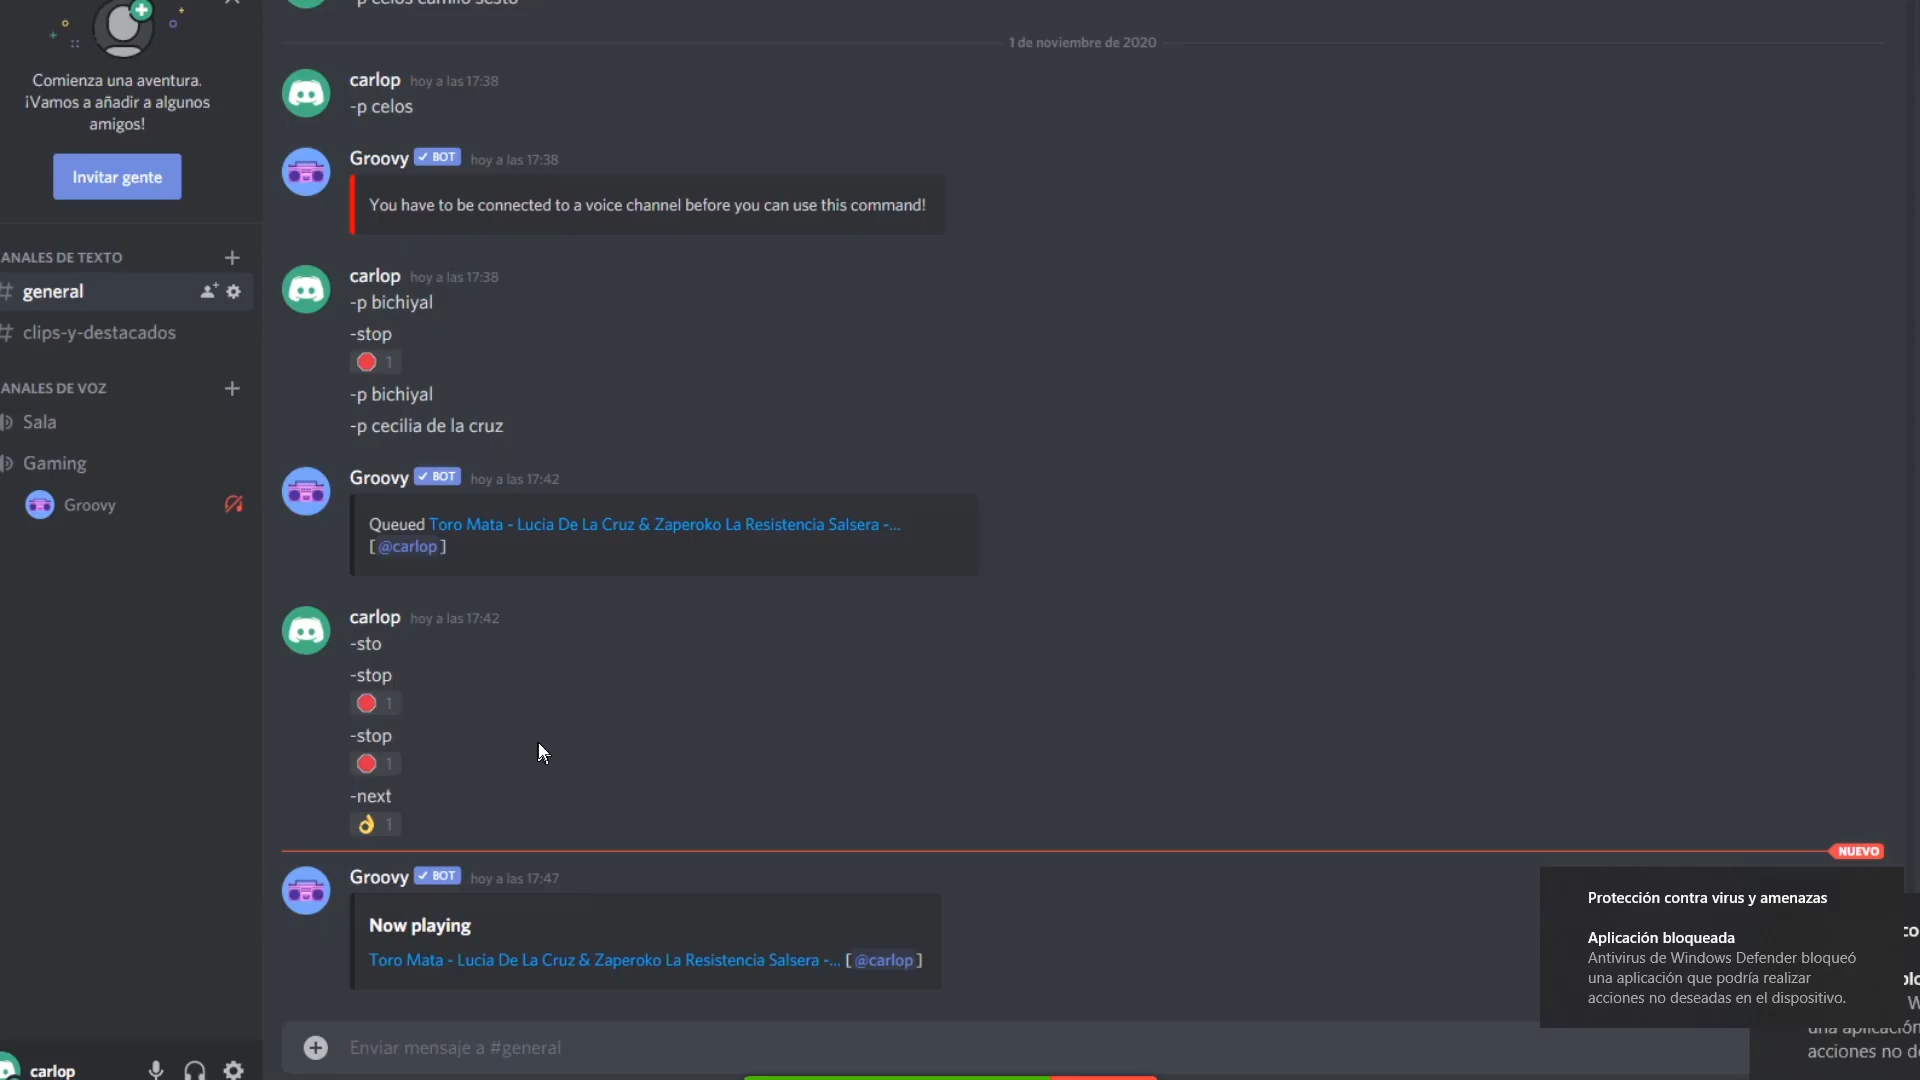 Comienza una aventura.
¡Vamos a añadir a algunos
amigos!
Invitar gente
ANALES DE TEXTO
general
clips-y-destacados
ANALES DE VOZ
Sala
Gaming
Groovy
carlop
-p celos camilo sesto
1 de noviembre de 2020
carlop hoy a las 17:38
-p celos
Groovy BOT hoy a las 17:38
You have to be connected to a voice channel before you can use this command!
carlop hoy a las 17:38
-p bichiyal
-stop
1
-p bichiyal
-p cecilia de la cruz
Groovy BOT hoy a las 17:42
Queued Toro Mata - Lucia De La Cruz & Zaperoko La Resistencia Salsera -...
[@carlop]
carlop hoy a las 17:42
-sto
-stop
1
-stop
1
-next
1
NUEVO
Groovy BOT hoy a las 17:47
Now playing
Toro Mata - Lucia De La Cruz & Zaperoko La Resistencia Salsera -... [@carlop]
Enviar mensaje a #general
Protección contra virus y amenazas
Aplicación bloqueada
Antivirus de Windows Defender bloqueó
una aplicación que podría realizar
acciones no deseadas en el dispositivo.
una aplicación
acciones no de